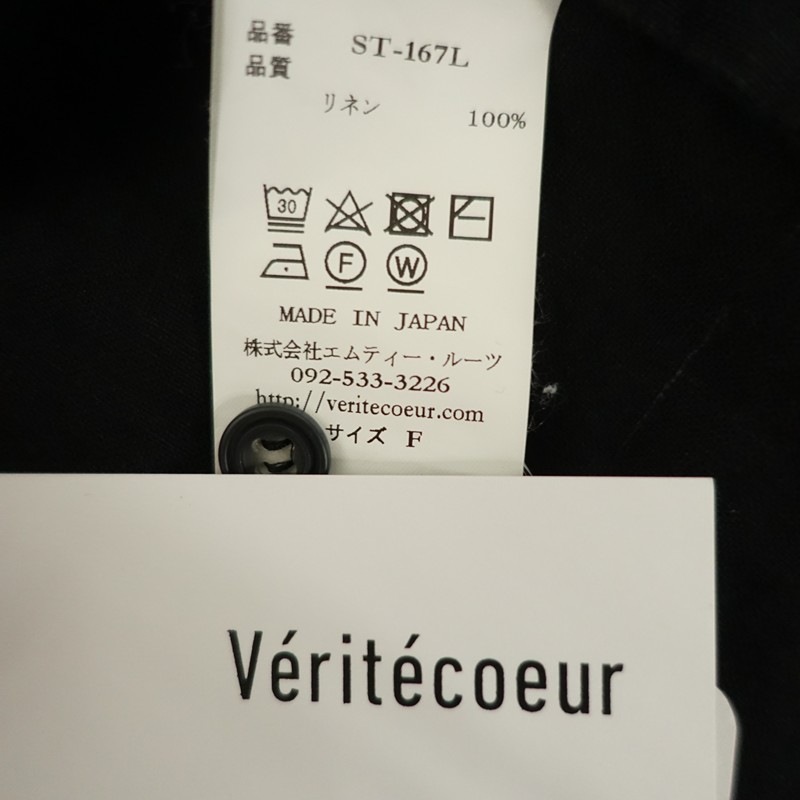 品番 ST-167L
品質
リネン 100%
30
F W
MADE IN JAPAN
株式会社エムティー・ルーツ
092-533-3226
http://veritecoeur.com
サイズ F
Véritécoeur